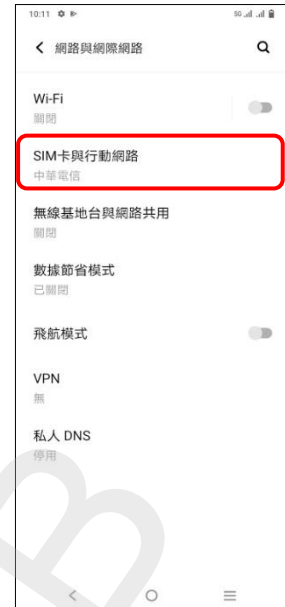 10:11
5G
網路與網際網路
Wi-Fi
關閉
SIM卡與行動網路
中華電信
無線基地台與網路共用
關閉
數據節省模式
已關閉
飛航模式
VPN
無
私人 DNS
停用